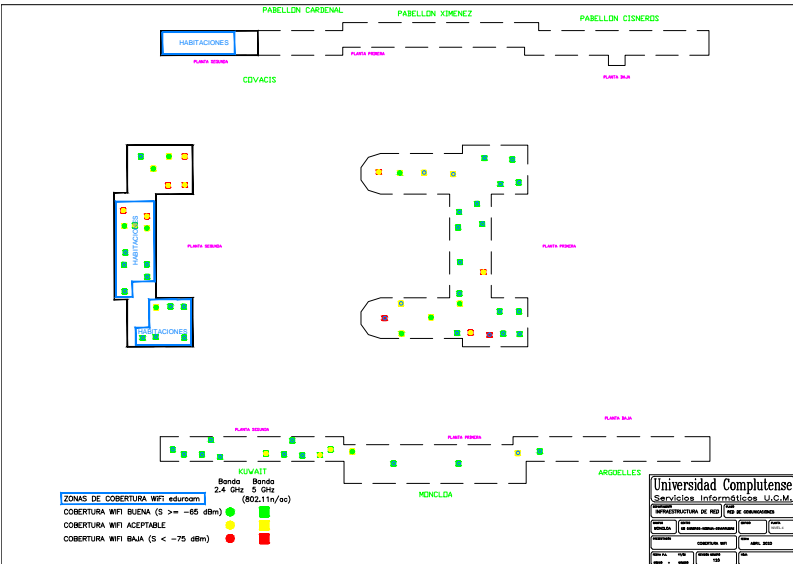 PABELLON CARDENAL
PABELLON XIMENEZ
PABELLON CISNEROS
HABITACIONES
PLANTA SEGUNDA
PLANTA PRIMERA
PLANTA BAJA
COVACIS
HABITACIONES
PLANTA SEGUNDA
PLANTA PRIMERA
HABITACIONES
PLANTA SEGUNDA
PLANTA PRIMERA
PLANTA BAJA
KUWAIT
MONCLOA
ARGÜELLES
Banda 2.4 GHz
Banda 5 GHz (802.11n/ac)
ZONAS DE COBERTURA WiFi eduroam
COBERTURA WIFI BUENA (S >= -65 dBm)
COBERTURA WIFI ACEPTABLE
COBERTURA WIFI BAJA (S < -75 dBm)
Universidad Complutense
Servicios Informáticos U.C.M.
INFRAESTRUCTURA DE RED
RED DE COMUNICACIONES
MONCLOA
COBERTURA WIFI